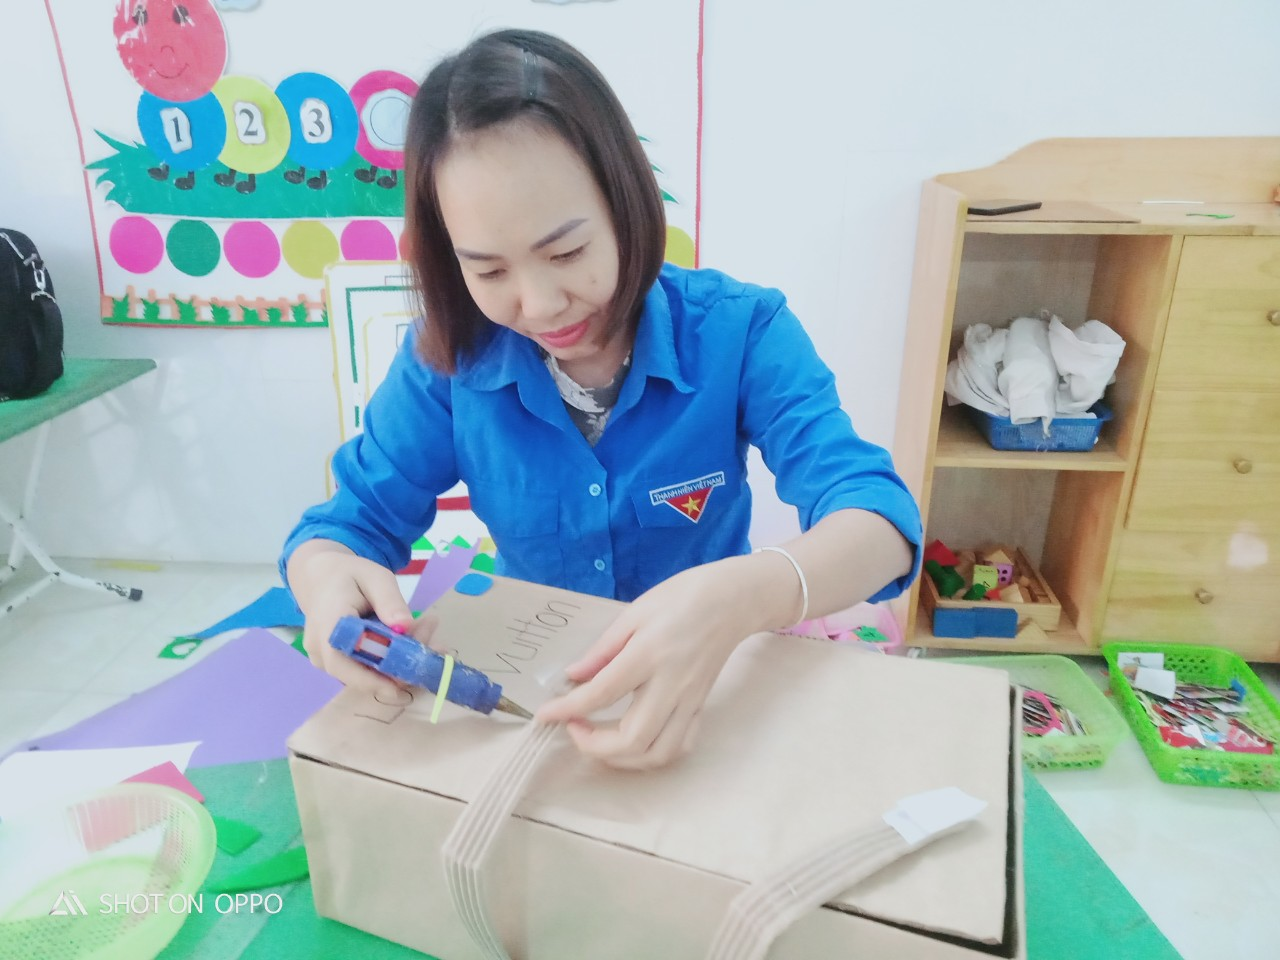 1 2 3
THANH NIÊN VIỆT NAM
Vuitton
SHOT ON OPPO